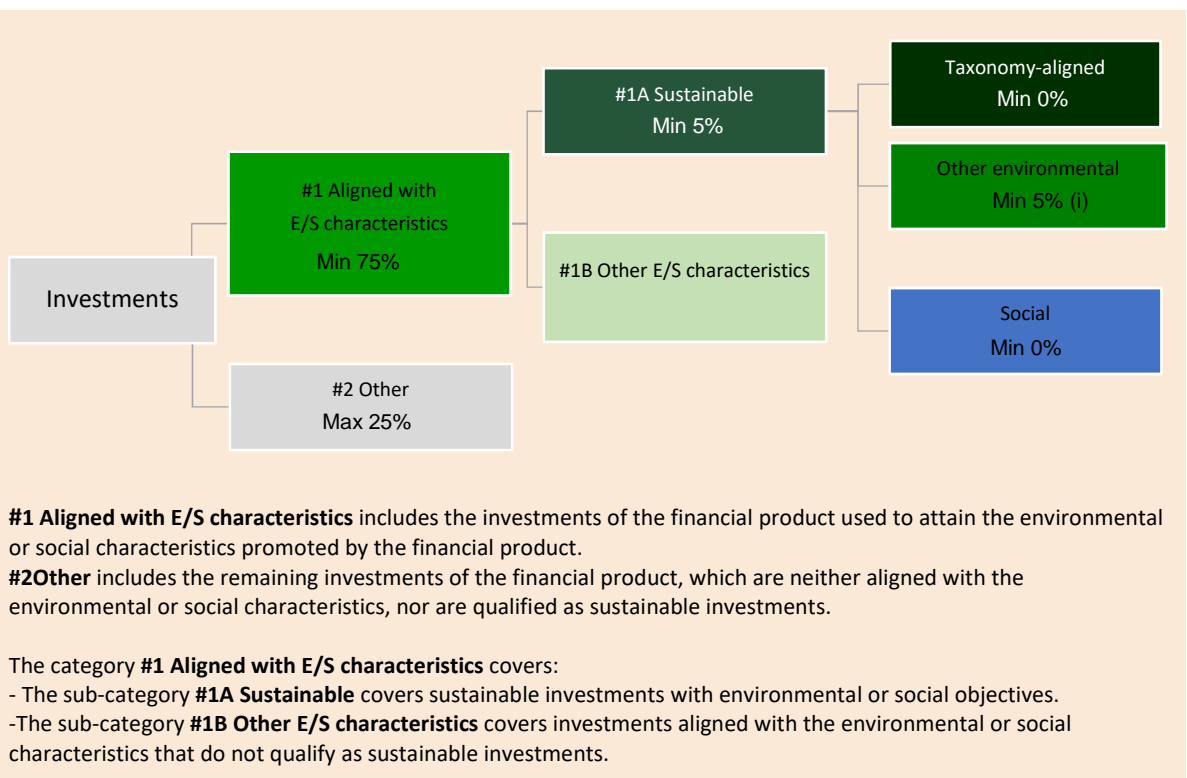 Investments
#1 Aligned with
E/S characteristics
Min 75%
#2 Other
Max 25%
#1A Sustainable
Min 5%
#1B Other E/S characteristics
Taxonomy-aligned
Min 0%
Other environmental
Min 5% (i)
Social
Min 0%
#1 Aligned with E/S characteristics includes the investments of the financial product used to attain the environmental
or social characteristics promoted by the financial product.
#2Other includes the remaining investments of the financial product, which are neither aligned with the
environmental or social characteristics, nor are qualified as sustainable investments.
The category #1 Aligned with E/S characteristics covers:
- The sub-category #1A Sustainable covers sustainable investments with environmental or social objectives.
-The sub-category #1B Other E/S characteristics covers investments aligned with the environmental or social
characteristics that do not qualify as sustainable investments.